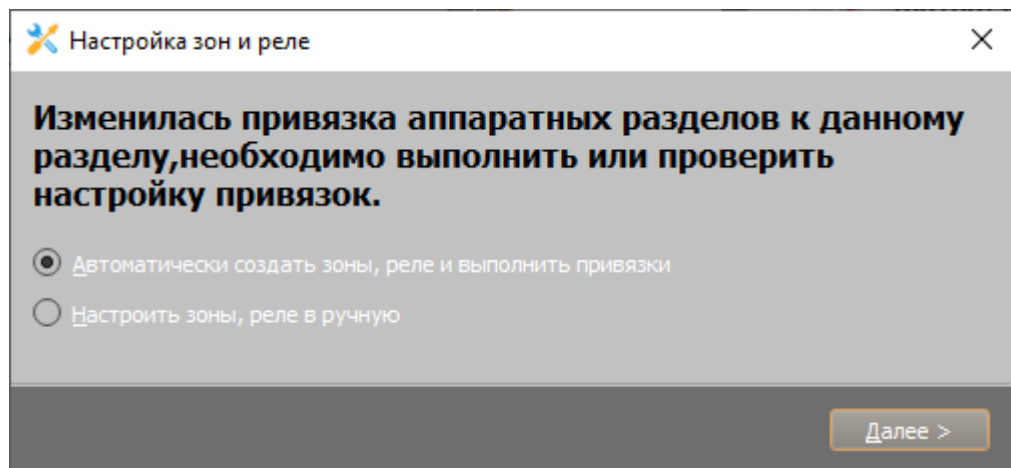 Настройка зон и реле
Изменилась привязка аппаратных разделов к данному
разделу,необходимо выполнить или проверить
настройку привязок.
Автоматически создать зоны, реле и выполнить привязки
Настроить зоны, реле в ручную
Далее >